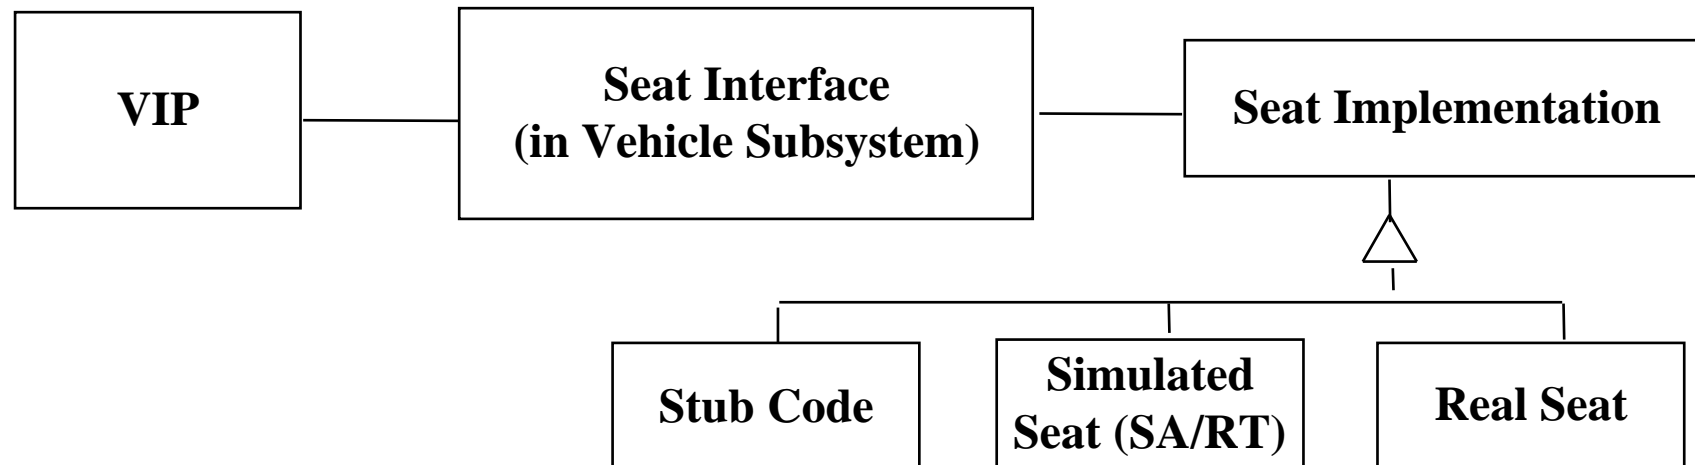 VIP
Seat Interface
(in Vehicle Subsystem)
Seat Implementation
Stub Code
Simulated
Seat (SA/RT)
Real Seat